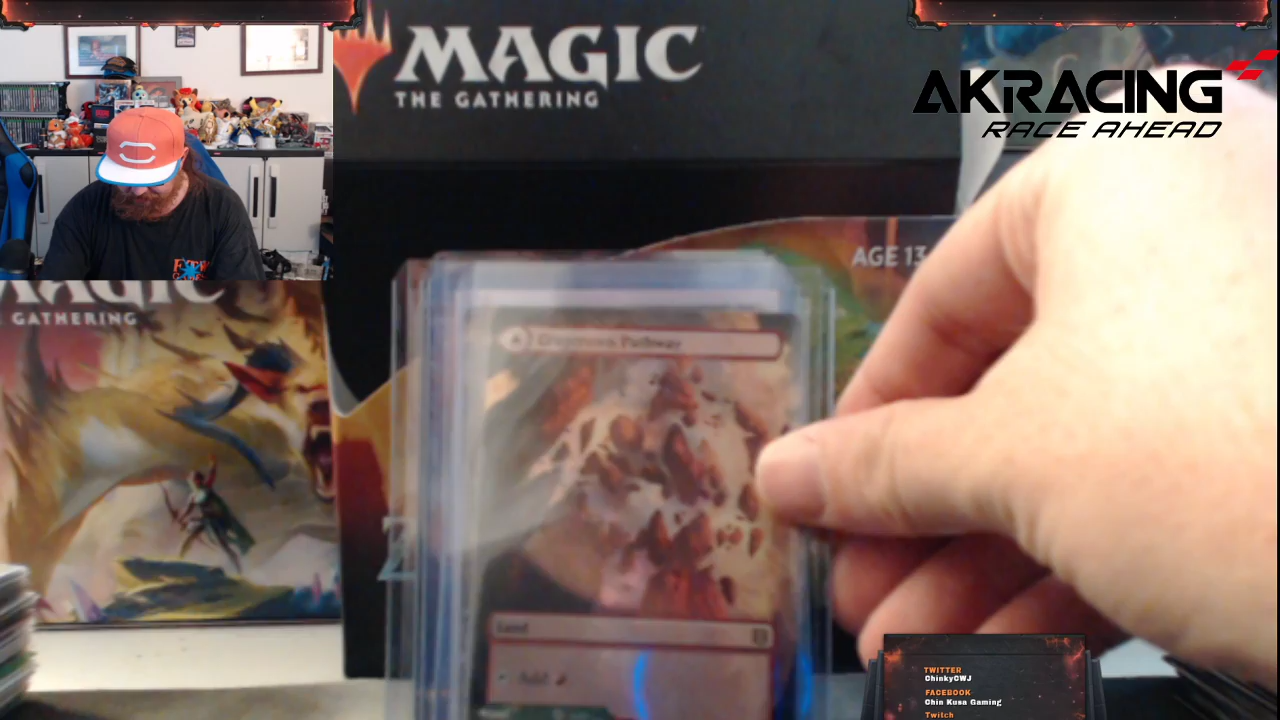 MAGIC
THE GATHERING
AKRACING
RACE AHEAD
AGE 13
MAGIC
GATHERING
Pathway
Land
Add
TWITTER
ChinkyCWJ
FACEBOOK
Chin Kusa Gaming
Twitch